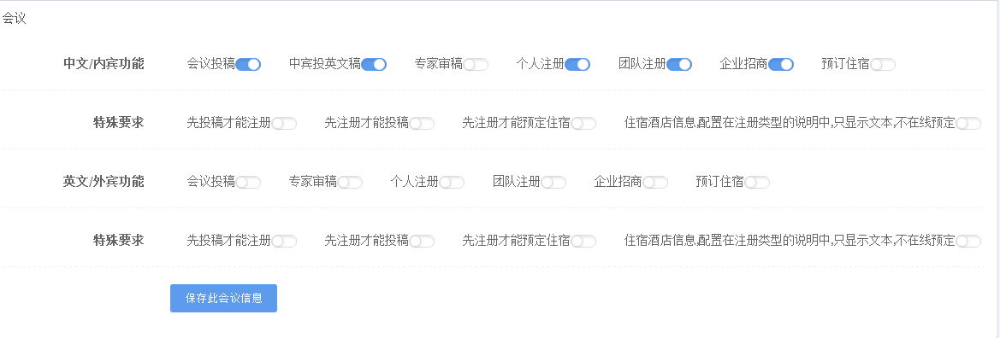 会议
中文/内宾功能 会议投稿 中宾投英文稿 专家审稿 个人注册 团队注册 企业招商 预订住宿
特殊要求 先投稿才能注册 先注册才能投稿 先注册才能预定住宿 住宿酒店信息,配置在注册类型的说明中,只显示文本,不在线预定
英文/外宾功能 会议投稿 专家审稿 个人注册 团队注册 企业招商 预订住宿
特殊要求 先投稿才能注册 先注册才能投稿 先注册才能预定住宿 住宿酒店信息,配置在注册类型的说明中,只显示文本,不在线预定
保存此会议信息